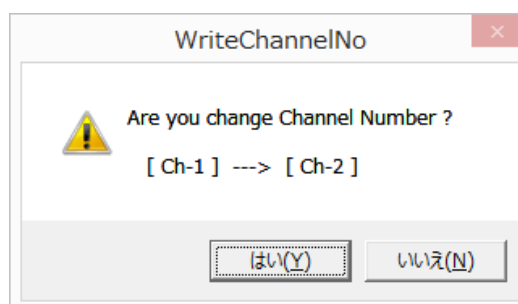 WriteChannelNo
Are you change Channel Number ?
[ Ch-1 ] ---> [ Ch-2 ]
はい(Y)
いいえ(N)